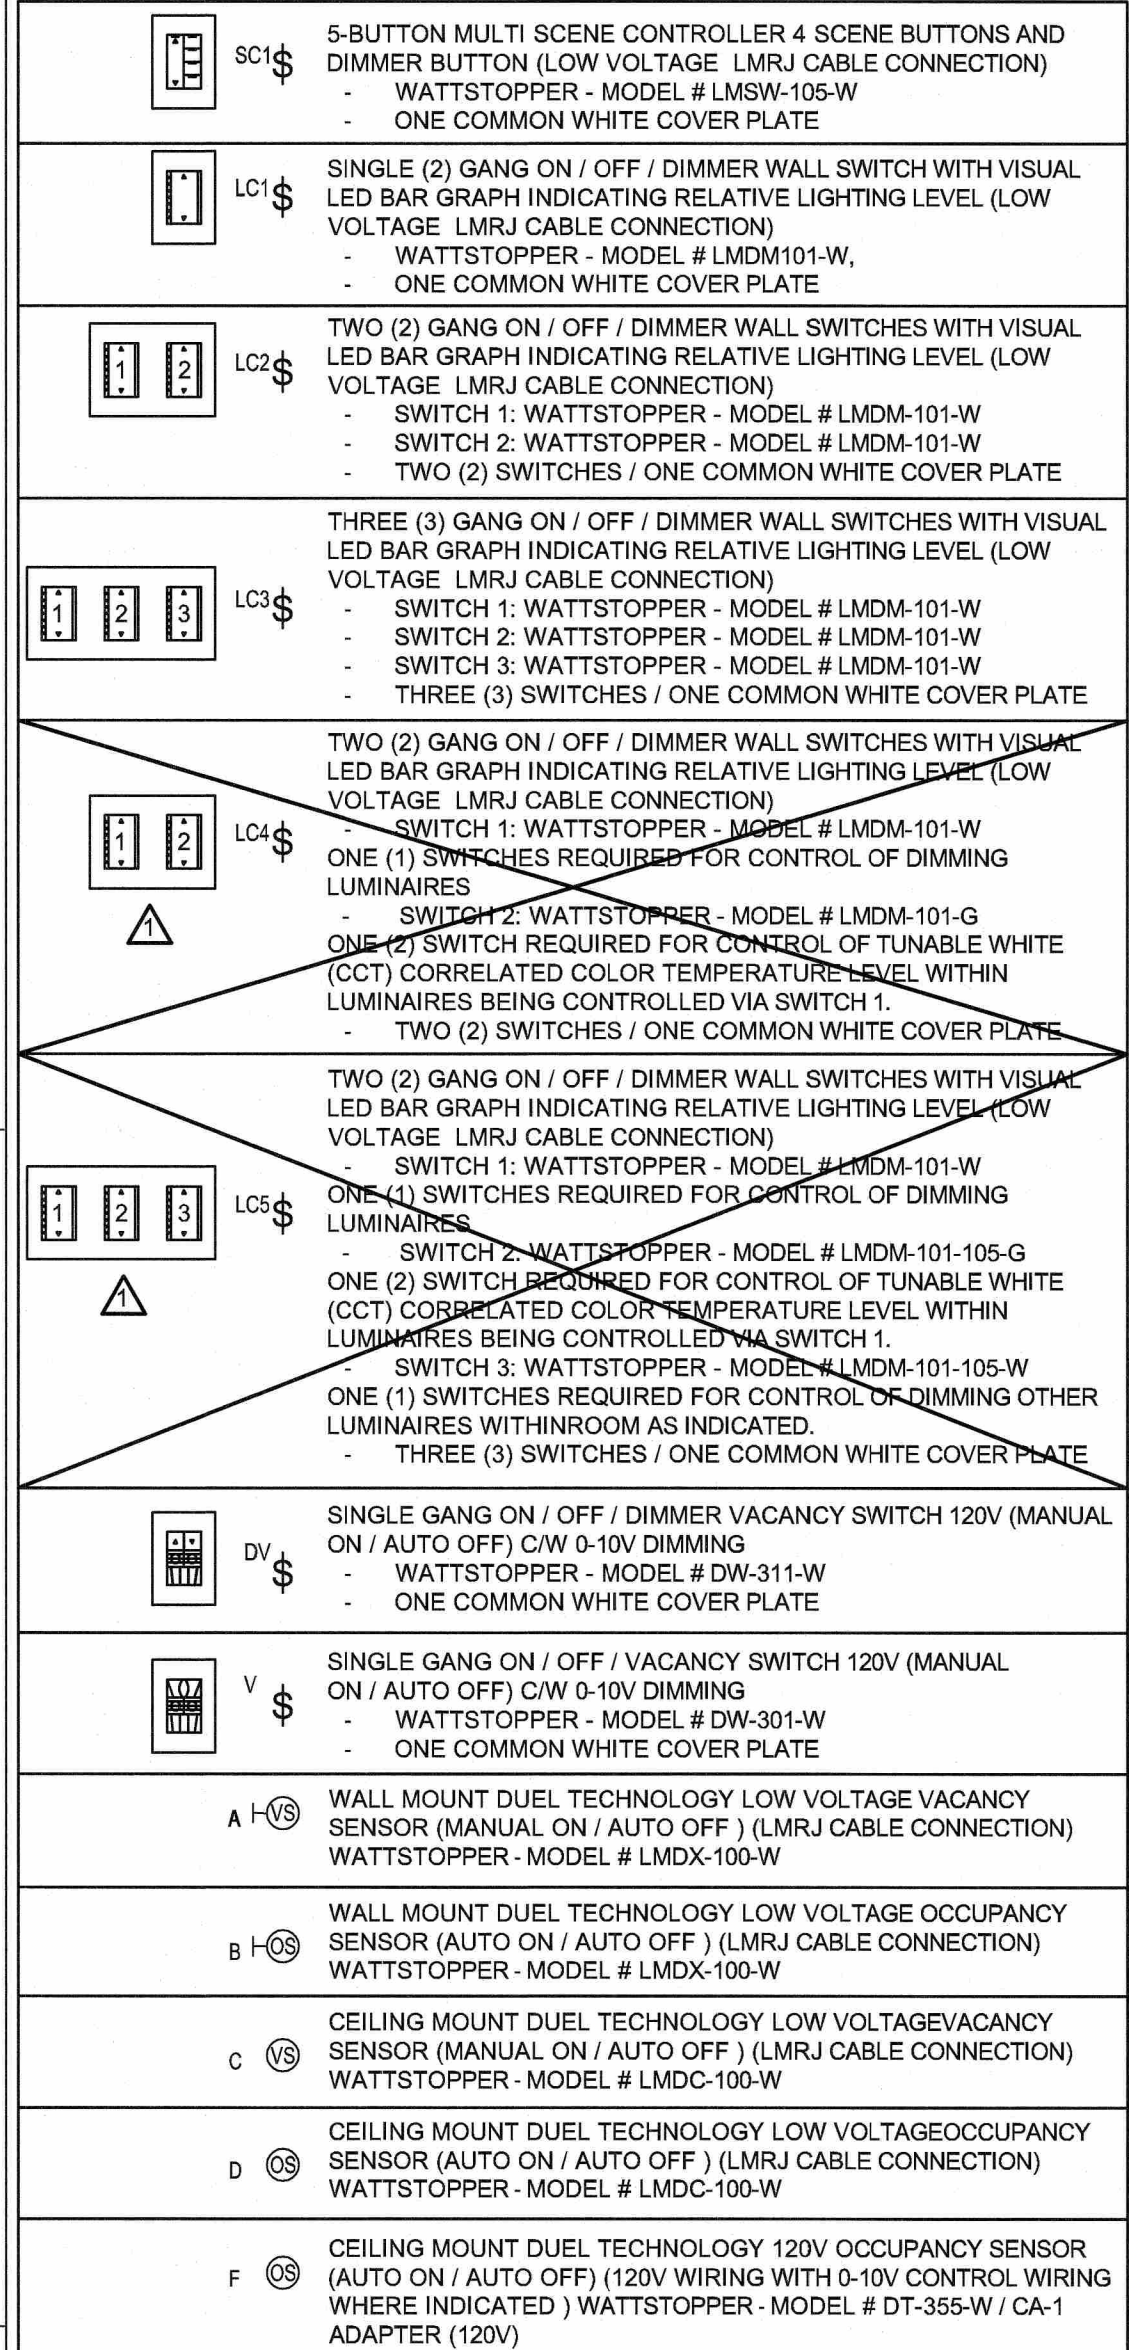 SC1$
5-BUTTON MULTI SCENE CONTROLLER 4 SCENE BUTTONS AND
DIMMER BUTTON (LOW VOLTAGE LMRJ CABLE CONNECTION)
- WATTSTOPPER - MODEL # LMSW-105-W
- ONE COMMON WHITE COVER PLATE
LC1$
SINGLE (2) GANG ON / OFF / DIMMER WALL SWITCH WITH VISUAL
LED BAR GRAPH INDICATING RELATIVE LIGHTING LEVEL (LOW
VOLTAGE LMRJ CABLE CONNECTION)
- WATTSTOPPER - MODEL # LMDM101-W,
- ONE COMMON WHITE COVER PLATE
1 2 LC2$
TWO (2) GANG ON / OFF / DIMMER WALL SWITCHES WITH VISUAL
LED BAR GRAPH INDICATING RELATIVE LIGHTING LEVEL (LOW
VOLTAGE LMRJ CABLE CONNECTION)
- SWITCH 1: WATTSTOPPER - MODEL # LMDM-101-W
- SWITCH 2: WATTSTOPPER - MODEL # LMDM-101-W
- TWO (2) SWITCHES / ONE COMMON WHITE COVER PLATE
1 2 3 LC3$
THREE (3) GANG ON / OFF / DIMMER WALL SWITCHES WITH VISUAL
LED BAR GRAPH INDICATING RELATIVE LIGHTING LEVEL (LOW
VOLTAGE LMRJ CABLE CONNECTION)
- SWITCH 1: WATTSTOPPER - MODEL # LMDM-101-W
- SWITCH 2: WATTSTOPPER - MODEL # LMDM-101-W
- SWITCH 3: WATTSTOPPER - MODEL # LMDM-101-W
- THREE (3) SWITCHES / ONE COMMON WHITE COVER PLATE
1 2 LC4$
1
TWO (2) GANG ON / OFF / DIMMER WALL SWITCHES WITH VISUAL
LED BAR GRAPH INDICATING RELATIVE LIGHTING LEVEL (LOW
VOLTAGE LMRJ CABLE CONNECTION)
- SWITCH 1: WATTSTOPPER - MODEL # LMDM-101-W
ONE (1) SWITCHES REQUIRED FOR CONTROL OF DIMMING
LUMINAIRES
- SWITCH 2: WATTSTOPPER - MODEL # LMDM-101-G
ONE (2) SWITCH REQUIRED FOR CONTROL OF TUNABLE WHITE
(CCT) CORRELATED COLOR TEMPERATURE LEVEL WITHIN
LUMINAIRES BEING CONTROLLED VIA SWITCH 1.
- TWO (2) SWITCHES / ONE COMMON WHITE COVER PLATE
1 2 3 LC5$
1
TWO (2) GANG ON / OFF / DIMMER WALL SWITCHES WITH VISUAL
LED BAR GRAPH INDICATING RELATIVE LIGHTING LEVEL (LOW
VOLTAGE LMRJ CABLE CONNECTION)
- SWITCH 1: WATTSTOPPER - MODEL # LMDM-101-W
ONE (1) SWITCHES REQUIRED FOR CONTROL OF DIMMING
LUMINAIRES
- SWITCH 2: WATTSTOPPER - MODEL # LMDM-101-105-G
ONE (2) SWITCH REQUIRED FOR CONTROL OF TUNABLE WHITE
(CCT) CORRELATED COLOR TEMPERATURE LEVEL WITHIN
LUMINAIRES BEING CONTROLLED VIA SWITCH 1.
- SWITCH 3: WATTSTOPPER - MODEL # LMDM-101-105-W
ONE (1) SWITCHES REQUIRED FOR CONTROL OF DIMMING OTHER
LUMINAIRES WITHINROOM AS INDICATED.
- THREE (3) SWITCHES / ONE COMMON WHITE COVER PLATE
DV $
SINGLE GANG ON / OFF / DIMMER VACANCY SWITCH 120V (MANUAL
ON / AUTO OFF) C/W 0-10V DIMMING
- WATTSTOPPER - MODEL # DW-311-W
- ONE COMMON WHITE COVER PLATE
V $
SINGLE GANG ON / OFF / VACANCY SWITCH 120V (MANUAL
ON / AUTO OFF) C/W 0-10V DIMMING
- WATTSTOPPER - MODEL # DW-301-W
- ONE COMMON WHITE COVER PLATE
A VS
WALL MOUNT DUEL TECHNOLOGY LOW VOLTAGE VACANCY
SENSOR (MANUAL ON / AUTO OFF ) (LMRJ CABLE CONNECTION)
WATTSTOPPER - MODEL # LMDX-100-W
B OS
WALL MOUNT DUEL TECHNOLOGY LOW VOLTAGE OCCUPANCY
SENSOR (AUTO ON / AUTO OFF ) (LMRJ CABLE CONNECTION)
WATTSTOPPER - MODEL # LMDX-100-W
C VS
CEILING MOUNT DUEL TECHNOLOGY LOW VOLTAGEVACANCY
SENSOR (MANUAL ON / AUTO OFF ) (LMRJ CABLE CONNECTION)
WATTSTOPPER - MODEL # LMDC-100-W
D OS
CEILING MOUNT DUEL TECHNOLOGY LOW VOLTAGEOCCUPANCY
SENSOR (AUTO ON / AUTO OFF ) (LMRJ CABLE CONNECTION)
WATTSTOPPER - MODEL # LMDC-100-W
F OS
CEILING MOUNT DUEL TECHNOLOGY 120V OCCUPANCY SENSOR
(AUTO ON / AUTO OFF) (120V WIRING WITH 0-10V CONTROL WIRING
WHERE INDICATED ) WATTSTOPPER - MODEL # DT-355-W / CA-1
ADAPTER (120V)